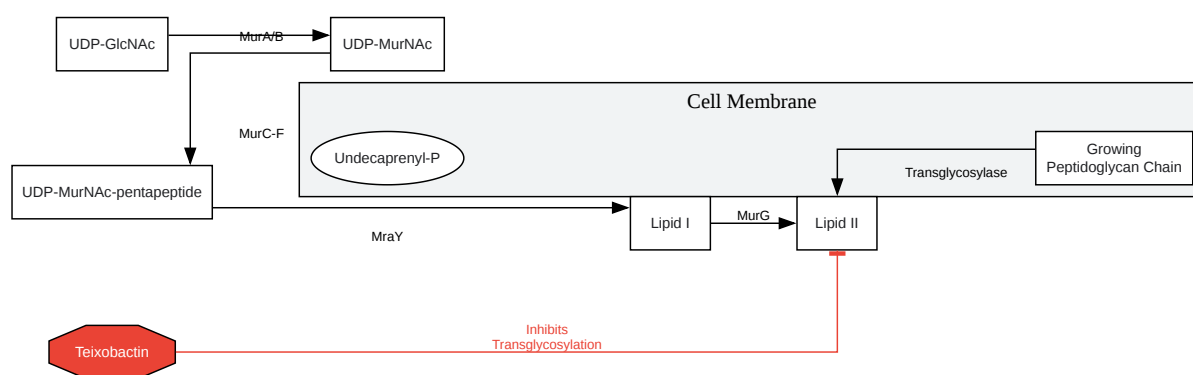 UDP-GlcNAc
MurA/B
UDP-MurNAc
Cell Membrane
MurC-F
Undecaprenyl-P
Growing
Peptidoglycan Chain
Transglycosylase
UDP-MurNAc-pentapeptide
MraY
Lipid I
MurG
Lipid II
Inhibits
Transglycosylation
Teixobactin